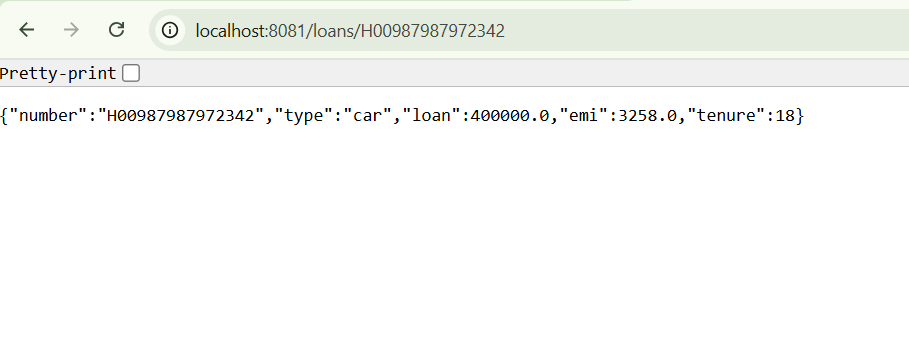 localhost:8081/loans/H00987987972342
Pretty-print
{"number":"H00987987972342","type":"car","loan":400000.0,"emi":3258.0,"tenure":18}